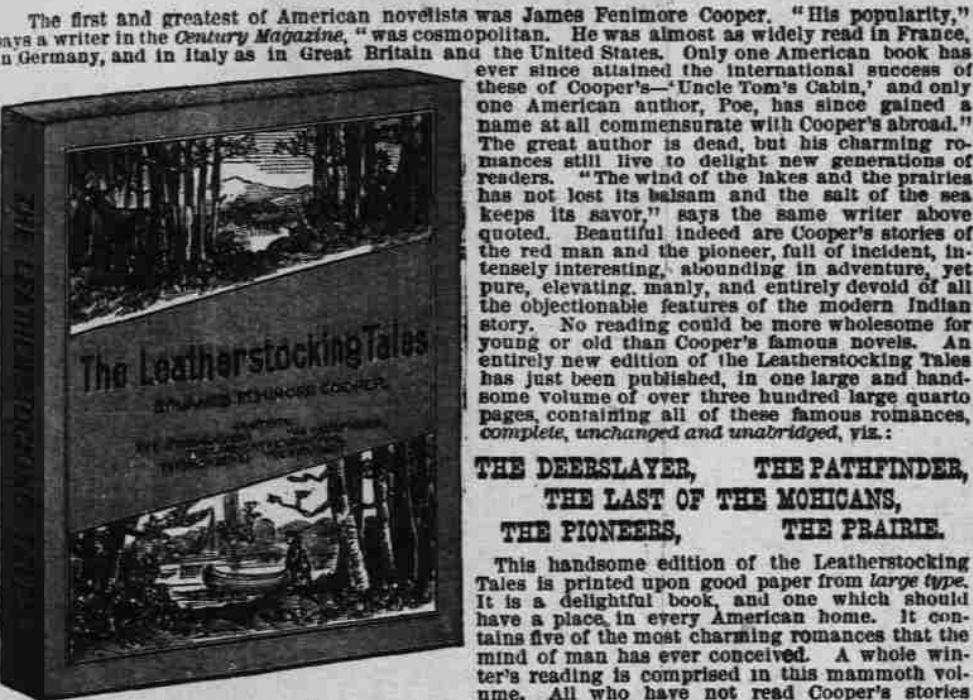 The first and greatest of American novelists was James Fenimore Cooper. "His popularity,"
says a writer in the Century Magazine, "was cosmopolitan. He was almost as widely read in France,
in Germany, and in Italy as in Great Britain and the United States. Only one American book has
ever since attained the international success of
these of Cooper's—'Uncle Tom's Cabin,' and only
one American author, Poe, has since gained a
name at all commensurate with Cooper's abroad."
The great author is dead, but his charming ro-
mances still live to delight new generations of
readers. "The wind of the lakes and the prairies
has not lost its balsam and the salt of the sea
keeps its savor," says the same writer above
quoted. Beautiful indeed are Cooper's stories of
the red man and the pioneer, full of incident, in-
tensely interesting, abounding in adventure, yet
pure, elevating, manly, and entirely devoid of all
the objectionable features of the modern Indian
story. No reading could be more wholesome for
young or old than Cooper's famous novels. An
entirely new edition of the Leatherstocking Tales
has just been published, in one large and hand-
some volume of over three hundred large quarto
pages, containing all of these famous romances,
complete, unchanged and unabridged, viz.:
THE DEERSLAYER, THE PATHFINDER,
THE LAST OF THE MOHICANS,
THE PIONEERS, THE PRAIRIE.
This handsome edition of the Leatherstocking
Tales is printed upon good paper from large type.
It is a delightful book, and one which should
have a place in every American home. It con-
tains five of the most charming romances that the
mind of man has ever conceived. A whole win-
ter's reading is comprised in this mammoth vol-
ume. All who have not read Cooper's stories
The Leatherstocking Tales
BY JAMES FENIMORE COOPER.
THE LEATHERSTOCKING TALES